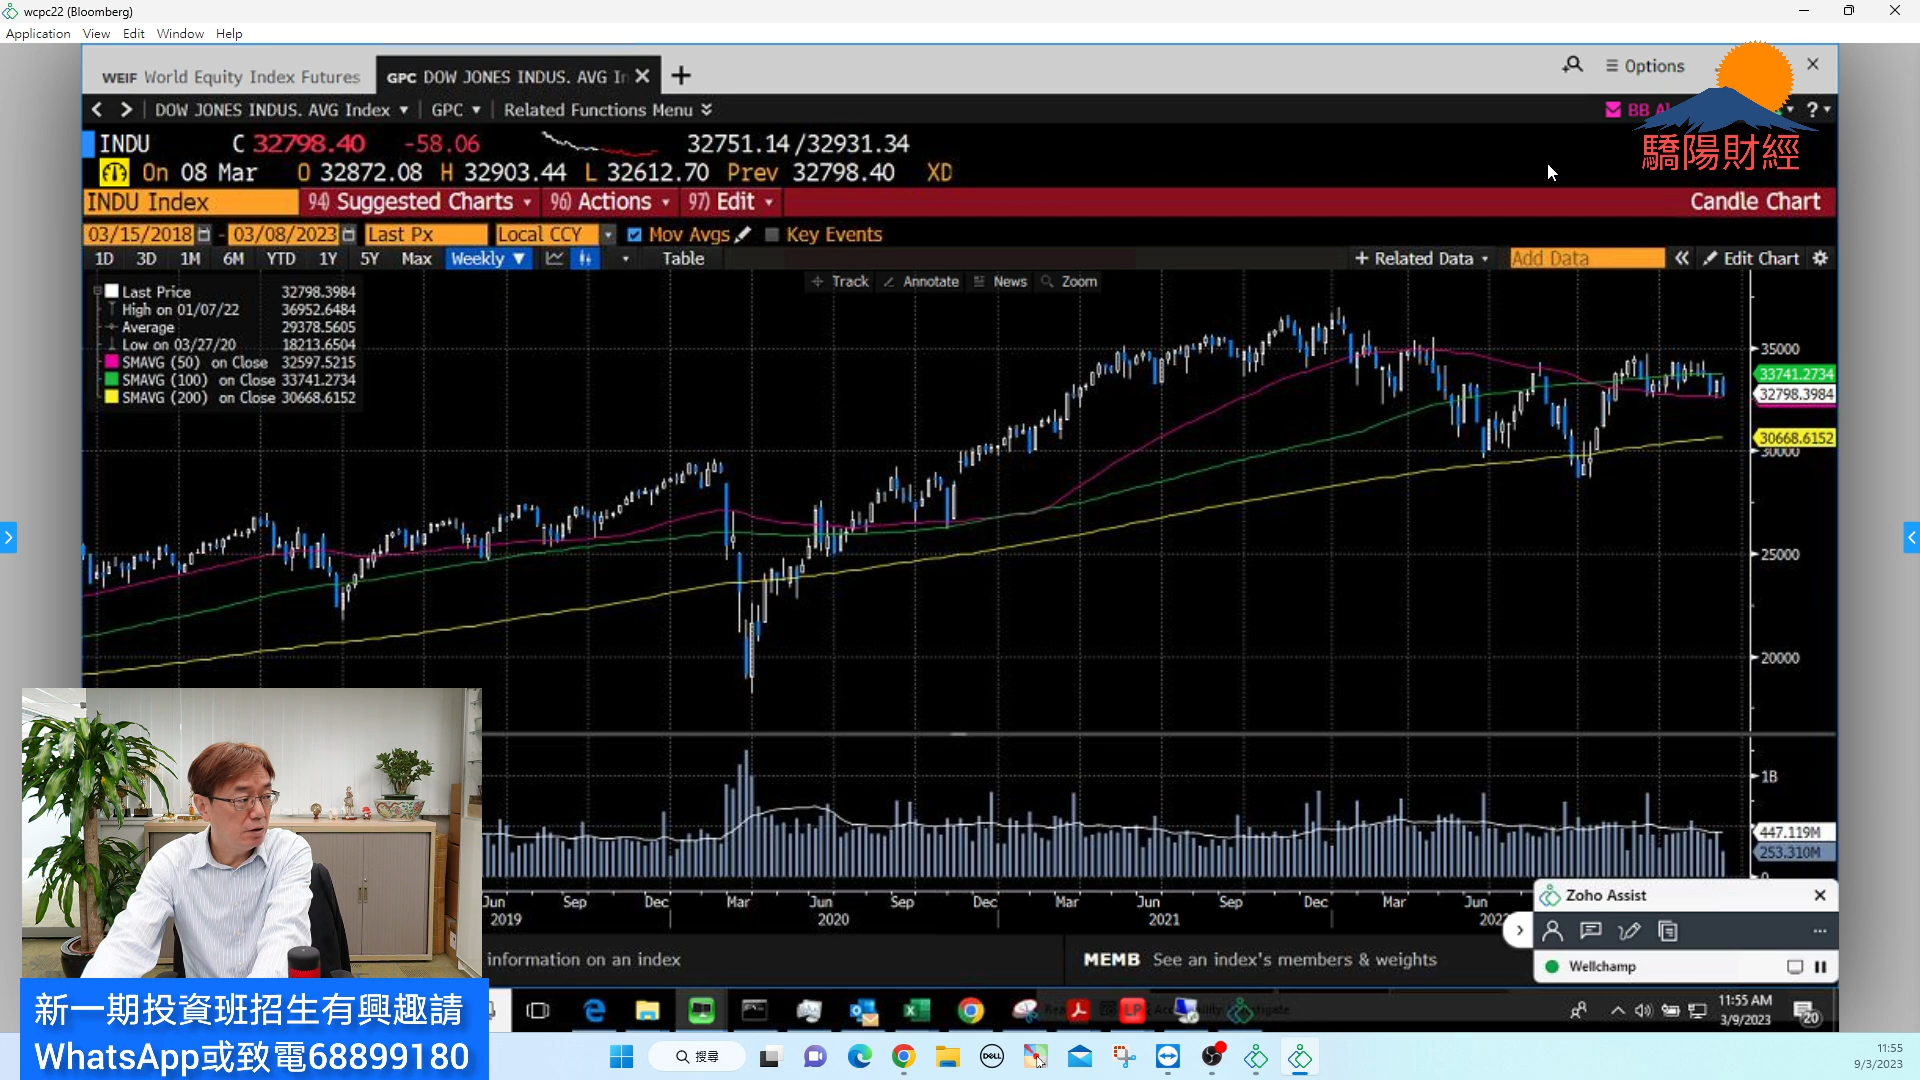 wcpc22 (Bloomberg)
Application View Edit Window Help
WEIF World Equity Index Futures
GPC DOW JONES INDUS. AVG In
Options
DOW JONES INDUS. AVG Index GPC Related Functions Menu
BB
?
驕陽財經
INDU C 32798.40 -58.06 32751.14/32931.34
On 08 Mar O 32872.08 H 32903.44 L 32612.70 Prev 32798.40 XD
INDU Index 94) Suggested Charts 96) Actions 97) Edit Candle Chart
03/15/2018 - 03/08/2023 Last Px Local CCY Mov Avgs Key Events
1D 3D 1M 6M YTD 1Y 5Y Max Weekly ▼ Table + Related Data Add Data « Edit Chart
Track Annotate News Zoom
Last Price 32798.3984
High on 01/07/22 36952.6484
Average 29378.5605
Low on 03/27/20 18213.6504
SMAVG (50) on Close 32597.5215
SMAVG (100) on Close 33741.2734
SMAVG (200) on Close 30668.6152
35000
33741.2734
32798.3984
30668.6152
30000
25000
20000
1B
447.119M
253.310M
0
Jun Sep Dec Mar Jun Sep Dec Mar Jun Sep Dec Mar Jun
2019 2020 2021 2022
information on an index
MEMB See an index's members & weights
Zoho Assist
Wellchamp
11:55 AM
3/9/2023
20
新一期投資班招生有興趣請
WhatsApp或致電68899180
搜尋
DELL
11:55
9/3/2023